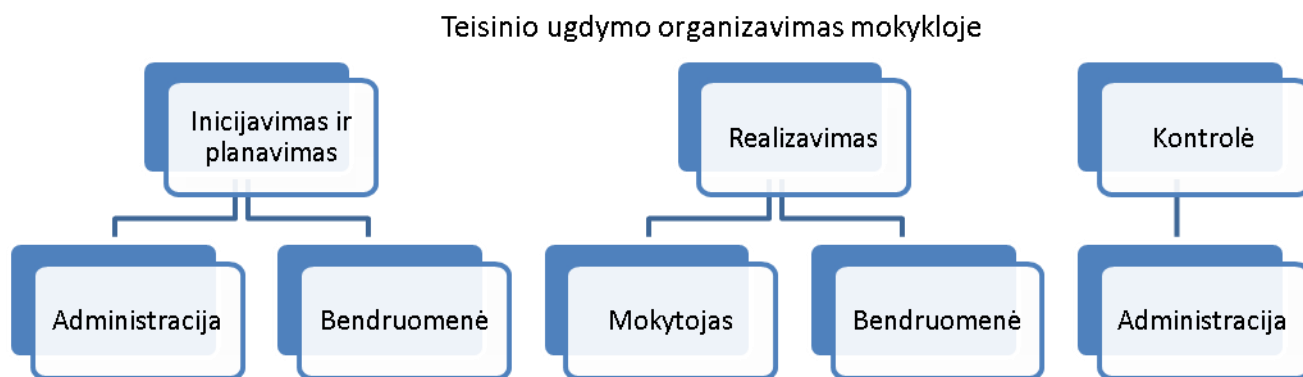 Teisinio ugdymo organizavimas mokykloje
Inicijavimas ir
planavimas
Realizavimas
Kontrolė
Administracija
Bendruomenė
Mokytojas
Bendruomenė
Administracija